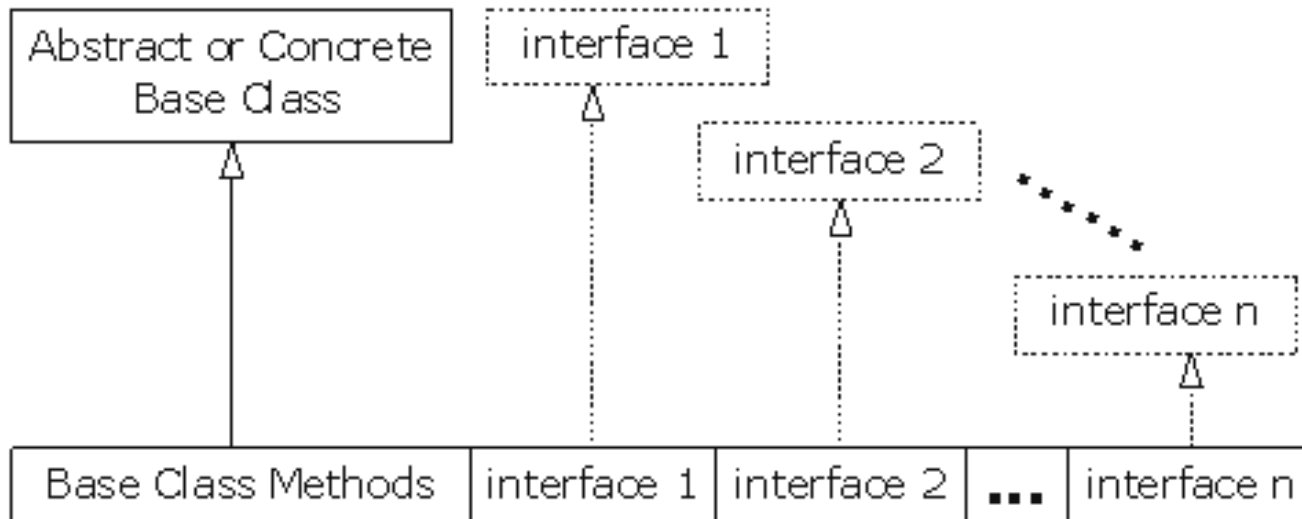 Abstract or Concrete
Base Class
interface 1
interface 2
interface n
Base Class Methods
interface 1
interface 2
...
interface n